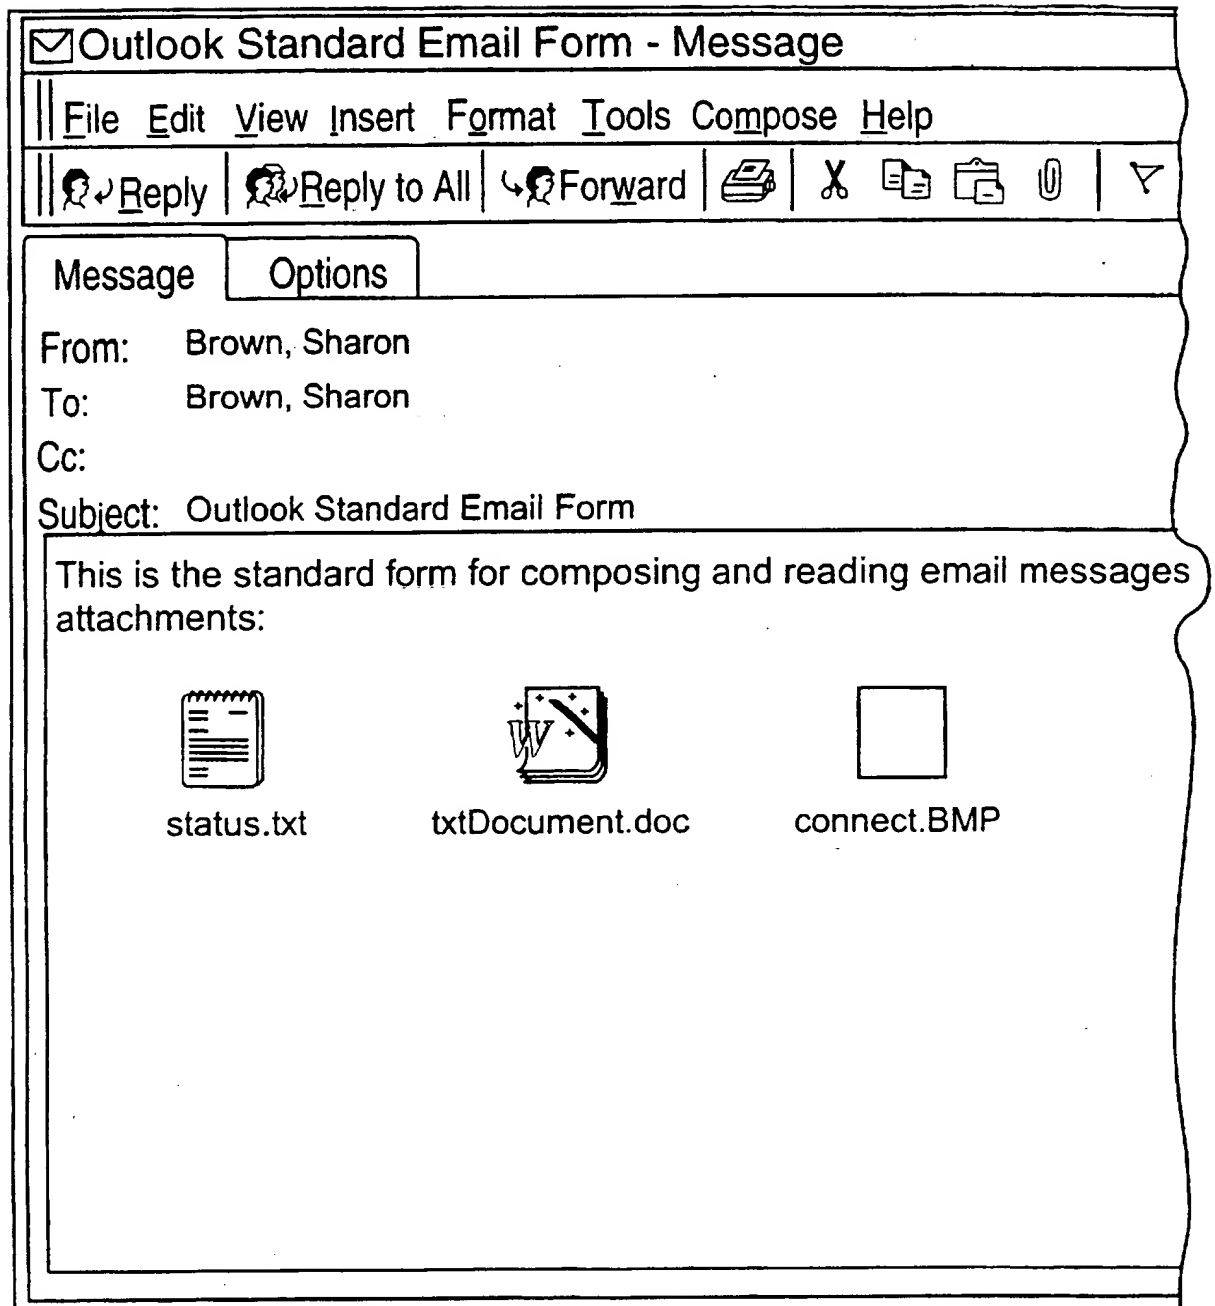 Outlook Standard Email Form - Message
File Edit View Insert Format Tools Compose Help
Reply Reply to All Forward
Message Options
From: Brown, Sharon
To: Brown, Sharon
Cc:
Subject: Outlook Standard Email Form
This is the standard form for composing and reading email messages
attachments:
W
status.txt txtDocument.doc connect.BMP